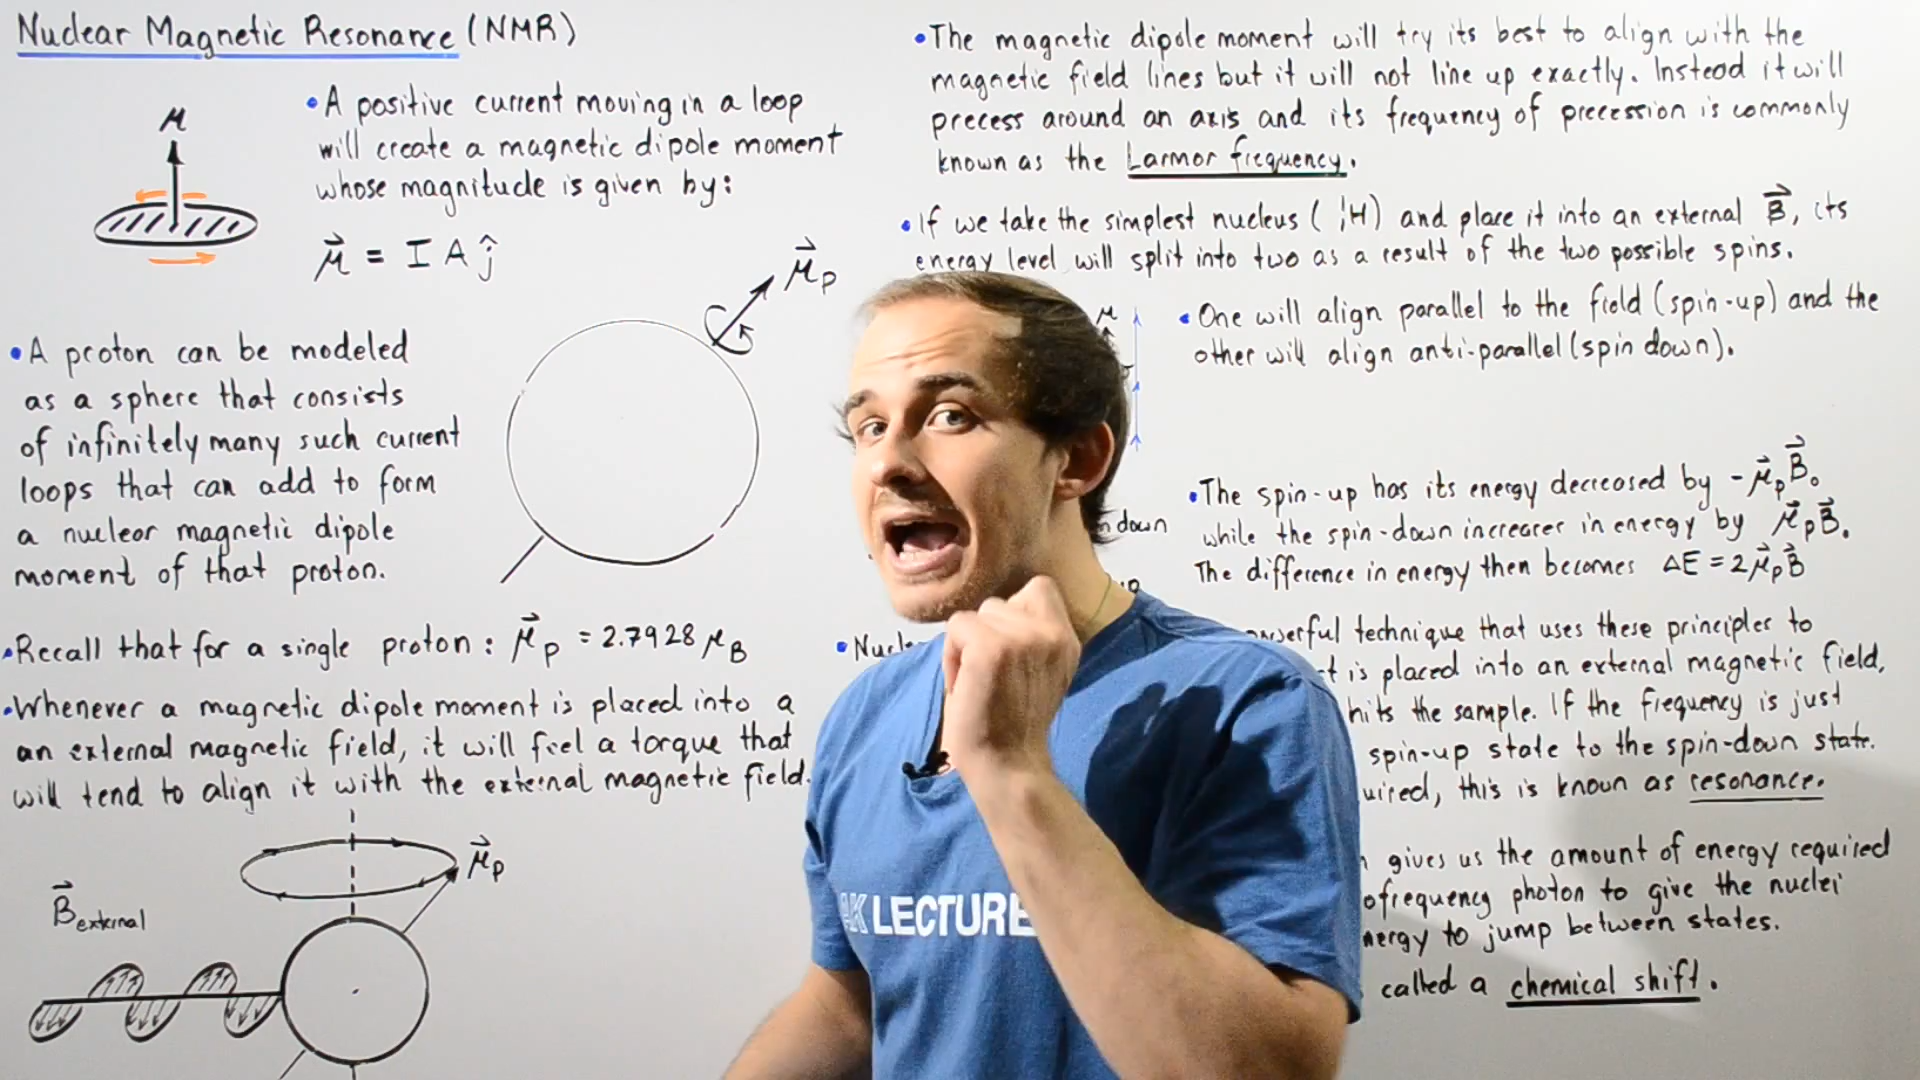 Nuclear Magnetic Resonance (NMR)
μ
• A positive current moving in a loop
will create a magnetic dipole moment
whose magnitude is given by:
μ⃗ = I A ĵ
μ⃗p
• A proton can be modeled
as a sphere that consists
of infinitely many such current
loops that can add to form
a nuclear magnetic dipole
moment of that proton.
• Recall that for a single proton: μ⃗p = 2.7928 μB
• Whenever a magnetic dipole moment is placed into a
an external magnetic field, it will feel a torque that
will tend to align it with the external magnetic field.
μ⃗p
B⃗external
• The magnetic dipole moment will try its best to align with the
magnetic field lines but it will not line up exactly. Instead it will
precess around an axis and its frequency of precession is commonly
known as the Larmor frequency.
• If we take the simplest nucleus (¹₁H) and place it into an external B⃗, its
energy level will split into two as a result of the two possible spins.
μ
• One will align parallel to the field (spin-up) and the
other will align anti-parallel (spin down).
down
• The spin-up has its energy decreased by -μ⃗pB⃗.
while the spin-down increases in energy by μ⃗pB⃗.
The difference in energy then becomes ΔE = 2μ⃗pB⃗
up
technique that uses these principles to
is placed into an external magnetic field,
hits the sample. If the frequency is just
spin-up state to the spin-down state.
this is known as resonance.
gives us the amount of energy required
photon to give the nuclei
to jump between states.
called a chemical shift.
LECTURE